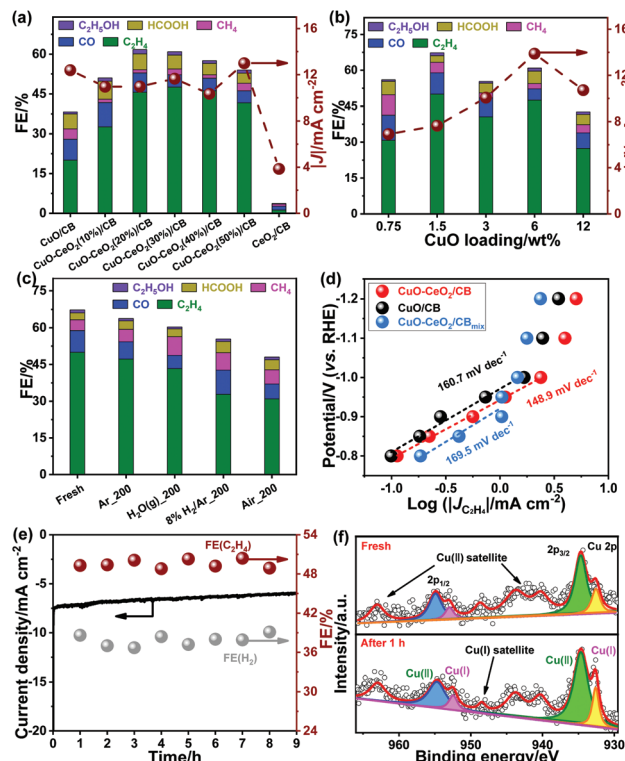 (a)
C₂H₅OH HCOOH CH₄
CO C₂H₄
FE/%
60
45
30
15
0
16
12
8
4
0
|J|/mA cm⁻²
CuO/CB
CuO-CeO₂(10%)/CB
CuO-CeO₂(20%)/CB
CuO-CeO₂(30%)/CB
CuO-CeO₂(40%)/CB
CuO-CeO₂(50%)/CB
CeO₂/CB
(b)
C₂H₅OH HCOOH CH₄
CO C₂H₄
FE/%
75
60
45
30
15
0
16
12
8
4
0
0.75 1.5 3 6 12
CuO loading/wt%
(c)
C₂H₅OH HCOOH CH₄
CO C₂H₄
FE/%
75
60
45
30
15
0
Fresh
Ar_200
H₂O(g)_200
8% H₂/Ar_200
Air_200
(d)
CuO-CeO₂/CB
CuO/CB
CuO-CeO₂/CBmix
Potential/V (vs. RHE)
-1.2
-1.1
-1.0
-0.9
-0.8
160.7 mV dec⁻¹
148.9 mV dec⁻¹
169.5 mV dec⁻¹
-1.0 -0.5 0.0 0.5 1.0
Log (|J_C₂H₄|/mA cm⁻²)
(e)
Current density/mA cm⁻²
0
-5
-10
-15
-20
FE(C₂H₄)
FE(H₂)
54
48
42
36
30
24
FE/%
0 1 2 3 4 5 6 7 8 9
Time/h
(f)
Fresh
2p₃/₂ Cu 2p
Cu(II) satellite
2p₁/₂
After 1 h
Cu(I) satellite
Cu(II) Cu(I)
Cu(II) Cu(I)
Intensity/a.u.
960 950 940 930
Binding energy/eV